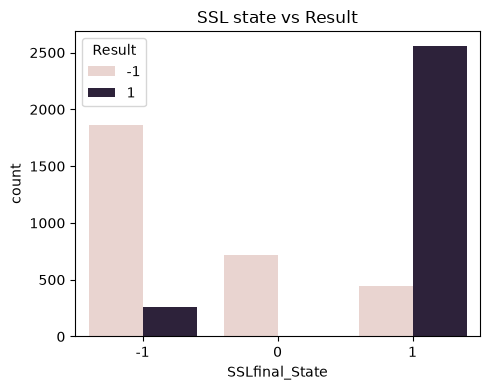 SSL state vs Result
Result
-1
1
2500
2000
1500
1000
500
0
count
-1
0
1
SSLfinal_State